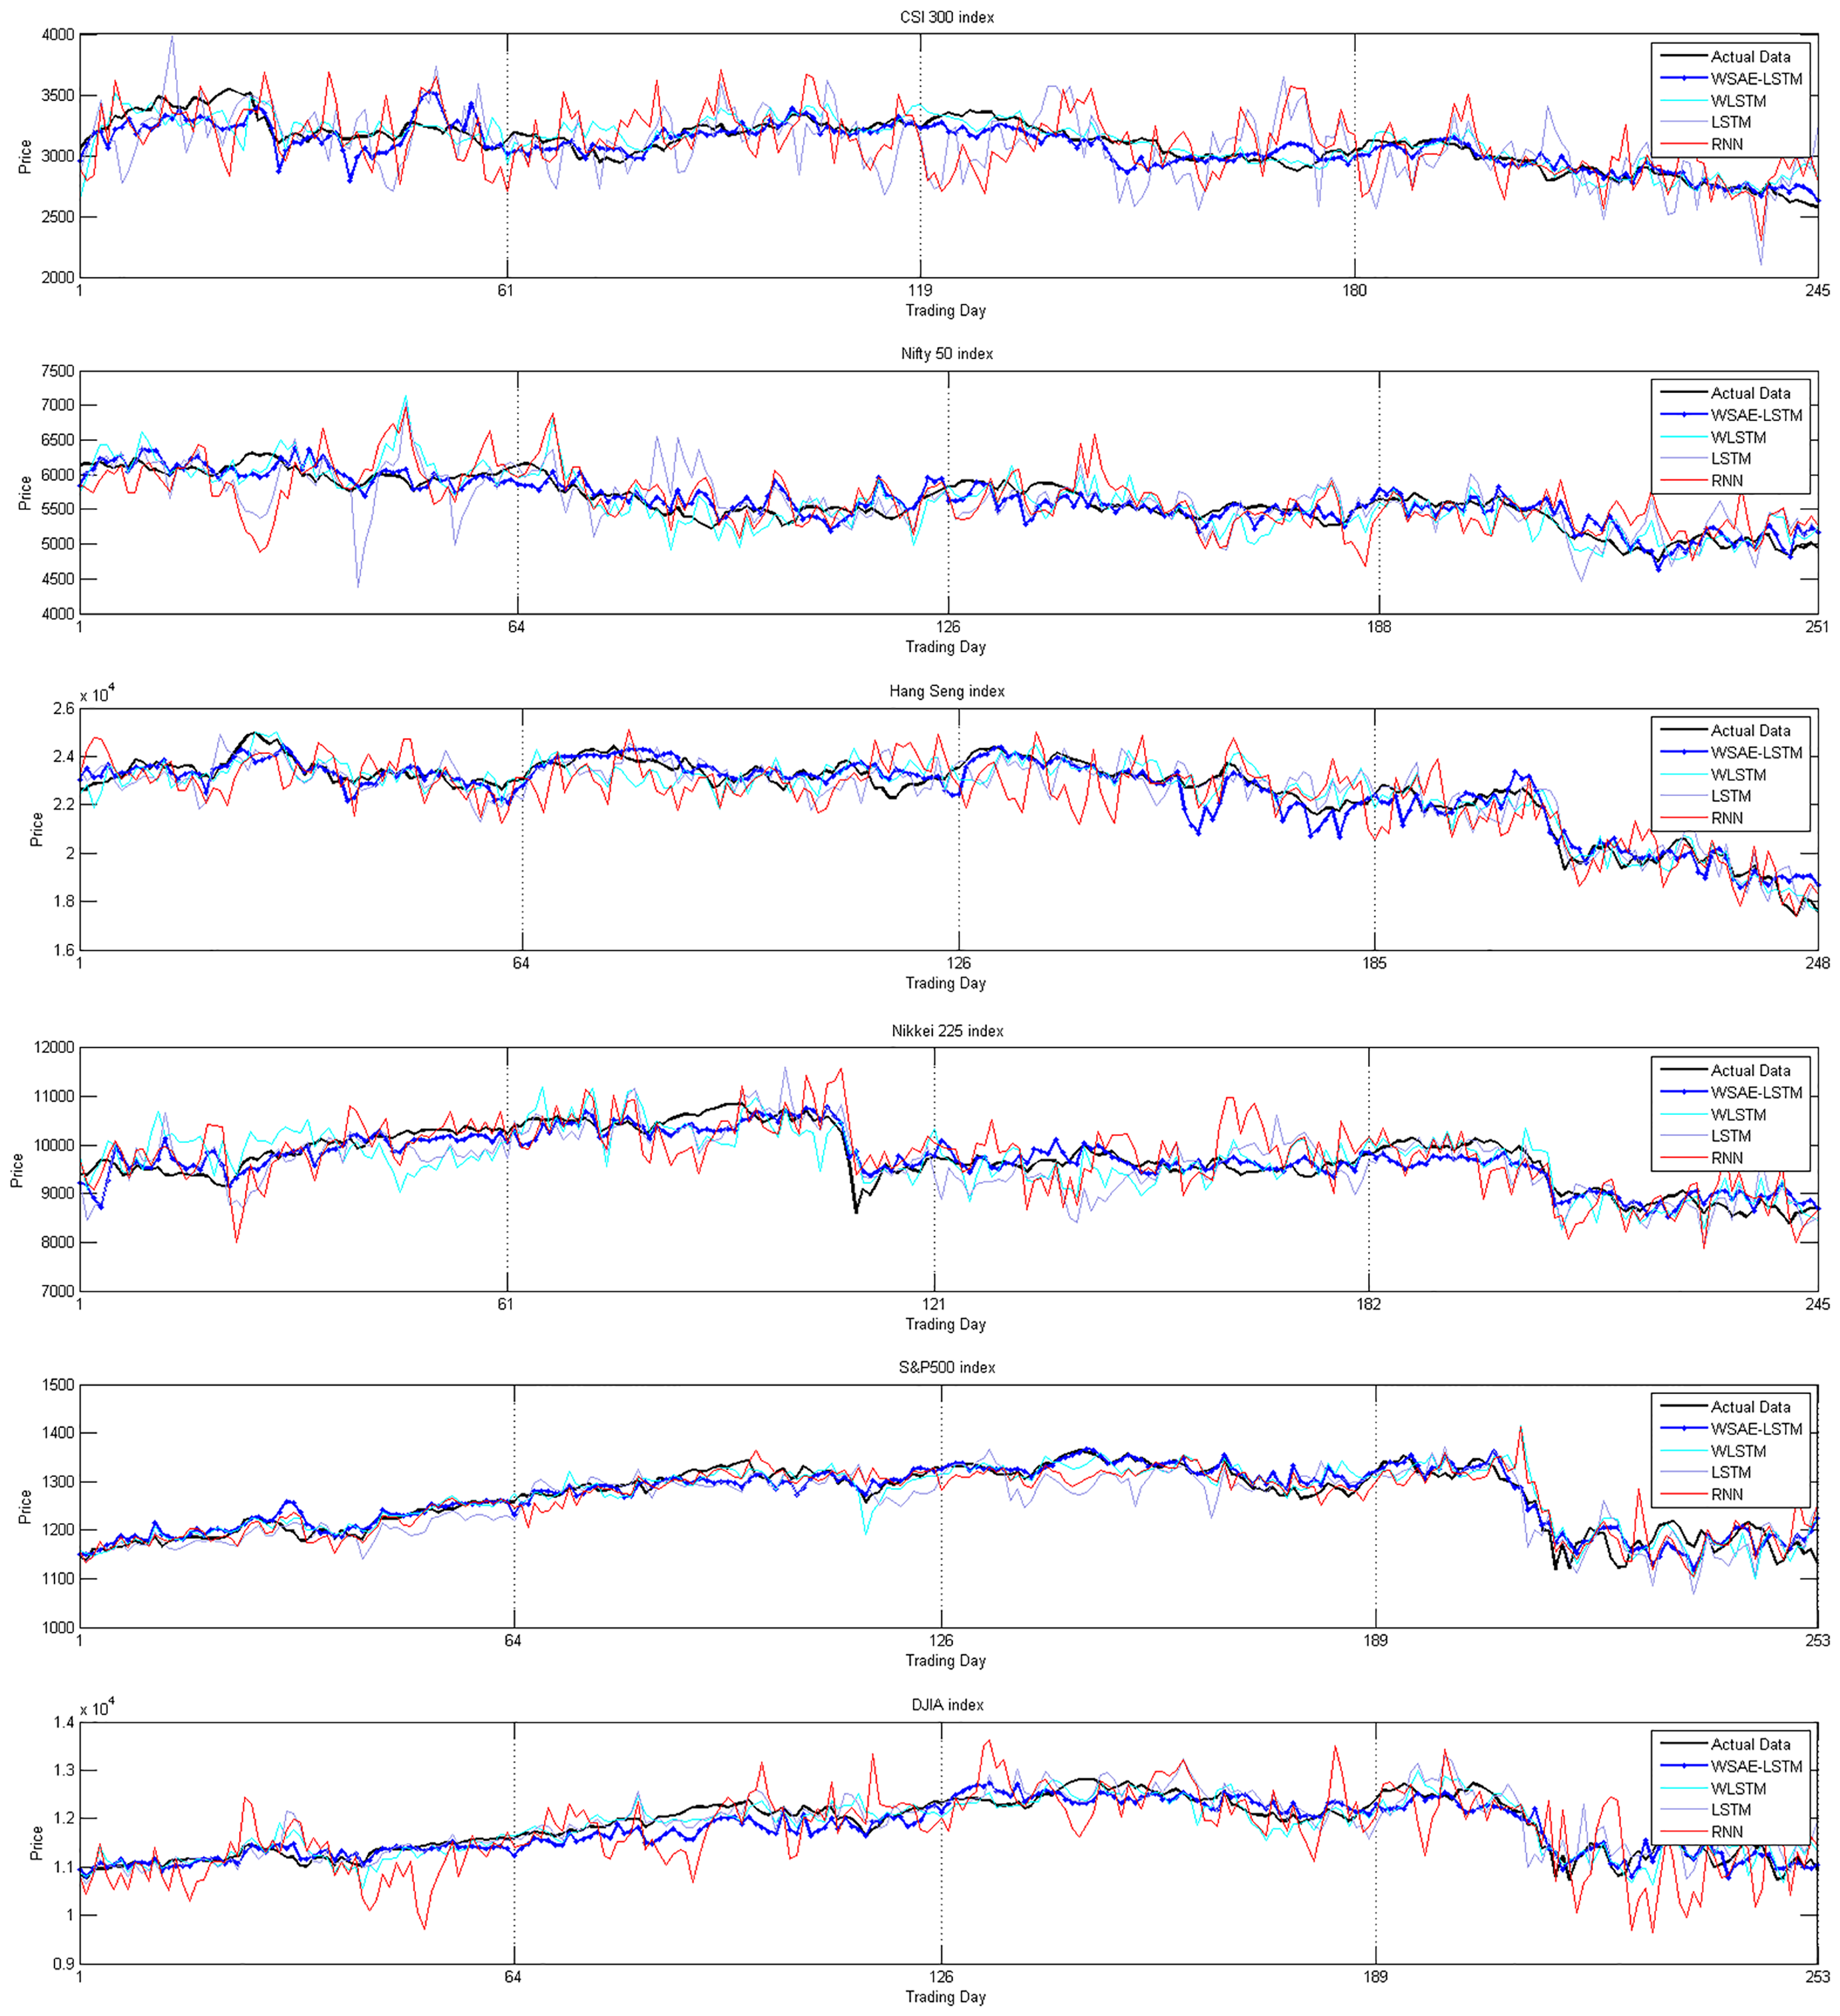 CSI 300 index
4000
3500
3000
2500
2000
Price
Actual Data
WSAE-LSTM
WLSTM
LSTM
RNN
1 61 119 180 245
Trading Day
Nifty 50 index
7500
7000
6500
6000
5500
5000
4500
4000
Price
Actual Data
WSAE-LSTM
WLSTM
LSTM
RNN
1 64 126 188 251
Trading Day
Hang Seng index
x 10^4
2.6
2.4
2.2
2
1.8
1.6
Price
Actual Data
WSAE-LSTM
WLSTM
LSTM
RNN
1 64 126 185 248
Trading Day
Nikkei 225 index
12000
11000
10000
9000
8000
7000
Price
Actual Data
WSAE-LSTM
WLSTM
LSTM
RNN
1 61 121 182 245
Trading Day
S&P500 index
1500
1400
1300
1200
1100
1000
Price
Actual Data
WSAE-LSTM
WLSTM
LSTM
RNN
1 64 126 189 253
Trading Day
DJIA index
x 10^4
1.4
1.3
1.2
1.1
1
0.9
Price
Actual Data
WSAE-LSTM
WLSTM
LSTM
RNN
1 64 126 189 253
Trading Day